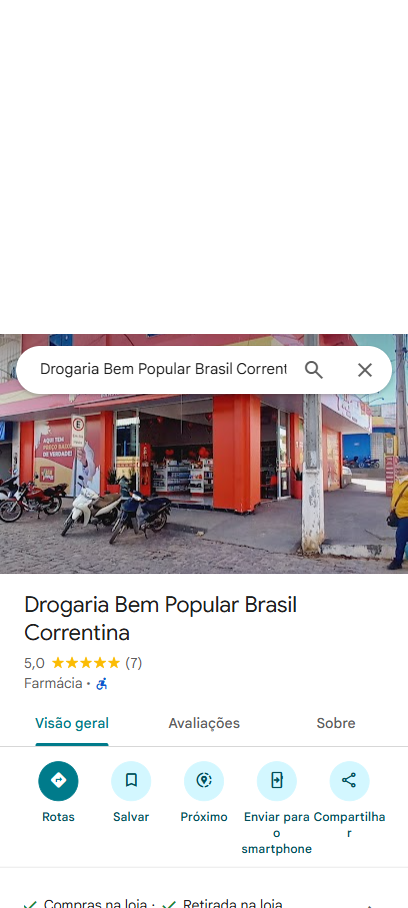 Drogaria Bem Popular Brasil Corrent
E
AQUI TEM
PREÇO BAIXO
DE VERDADE!
Drogaria Bem Popular Brasil
Correntina
5,0 ★★★★★ (7)
Farmácia ·
Visão geral Avaliações Sobre
Rotas Salvar Próximo Enviar para o smartphone Compartilhar
Compras na loja · Retirada na loja